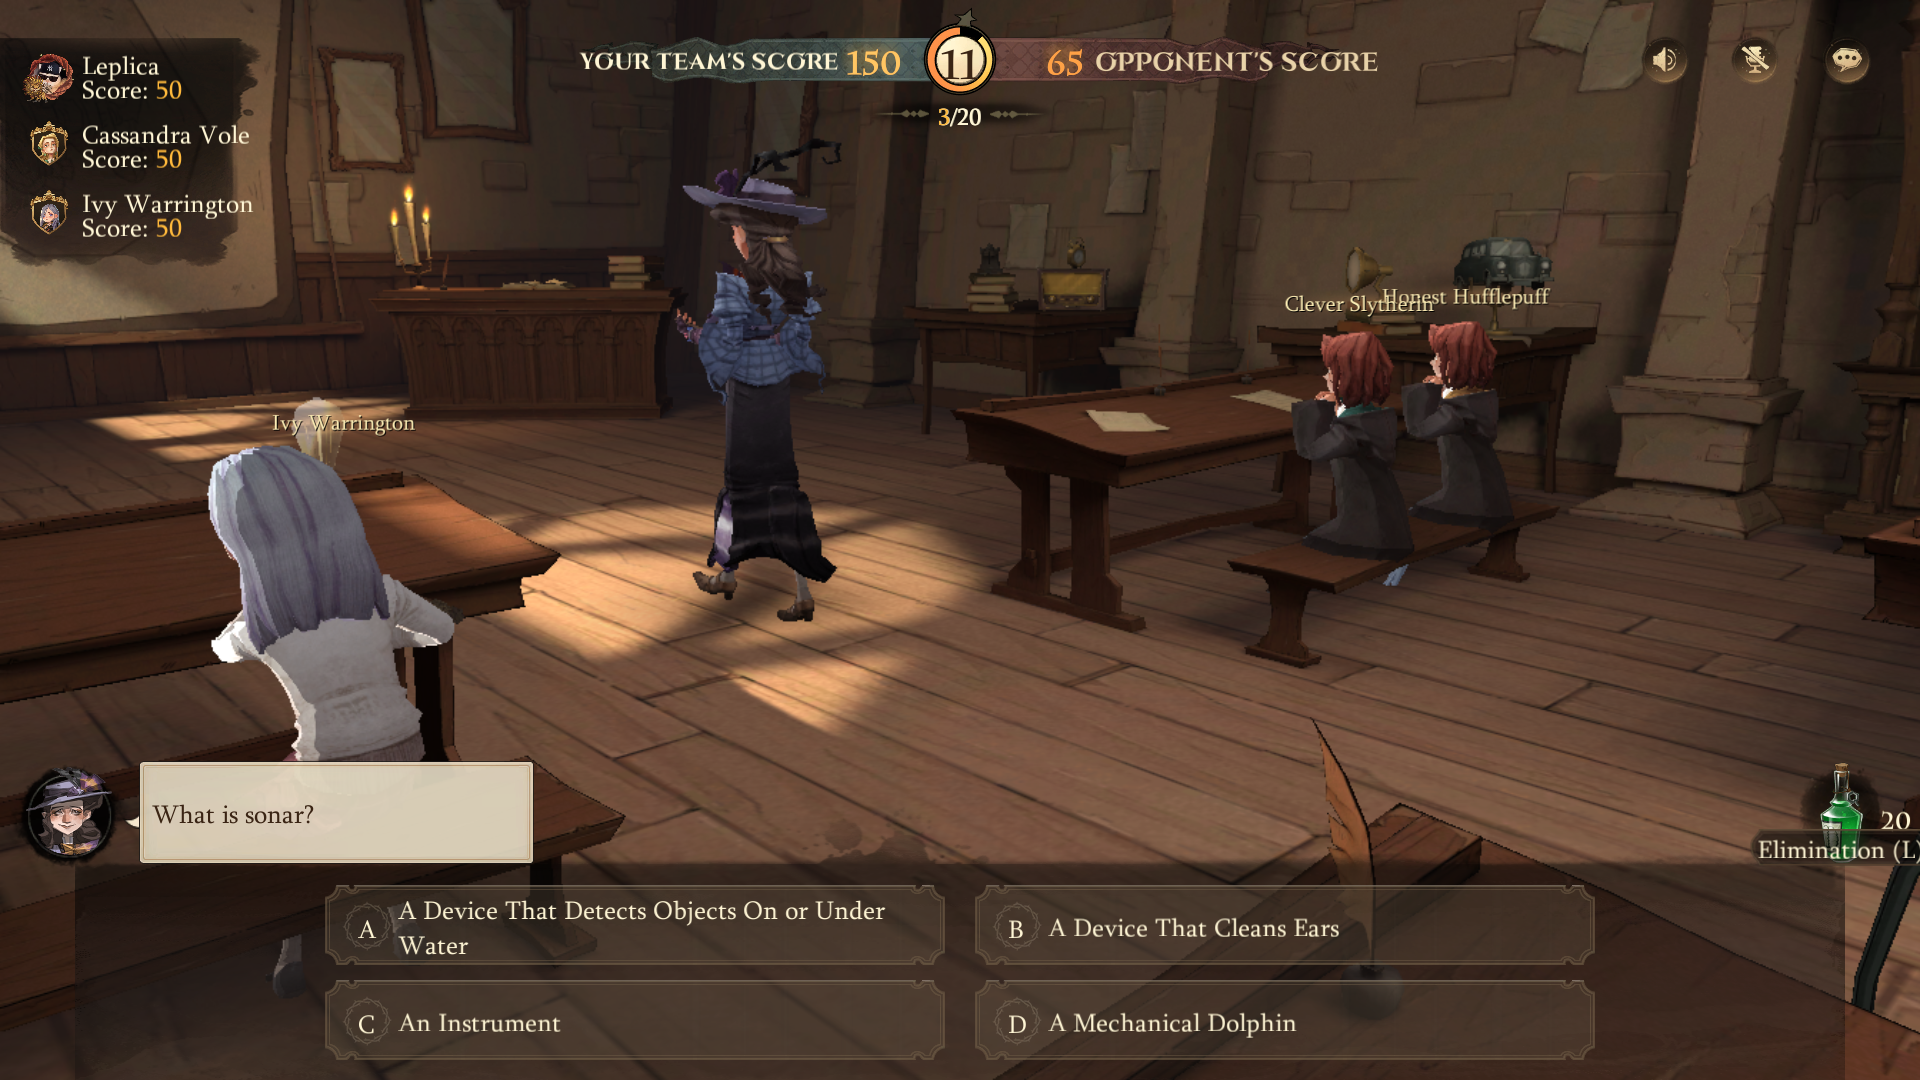 Leplica
Score: 50
Cassandra Vole
Score: 50
Ivy Warrington
Score: 50
YOUR TEAM'S SCORE 150 11 65 OPPONENT'S SCORE
3/20
Clever Slytherin
Honest Hufflepuff
Ivy Warrington
What is sonar?
20
Elimination (L)
A A Device That Detects Objects On or Under
Water
B A Device That Cleans Ears
C An Instrument
D A Mechanical Dolphin